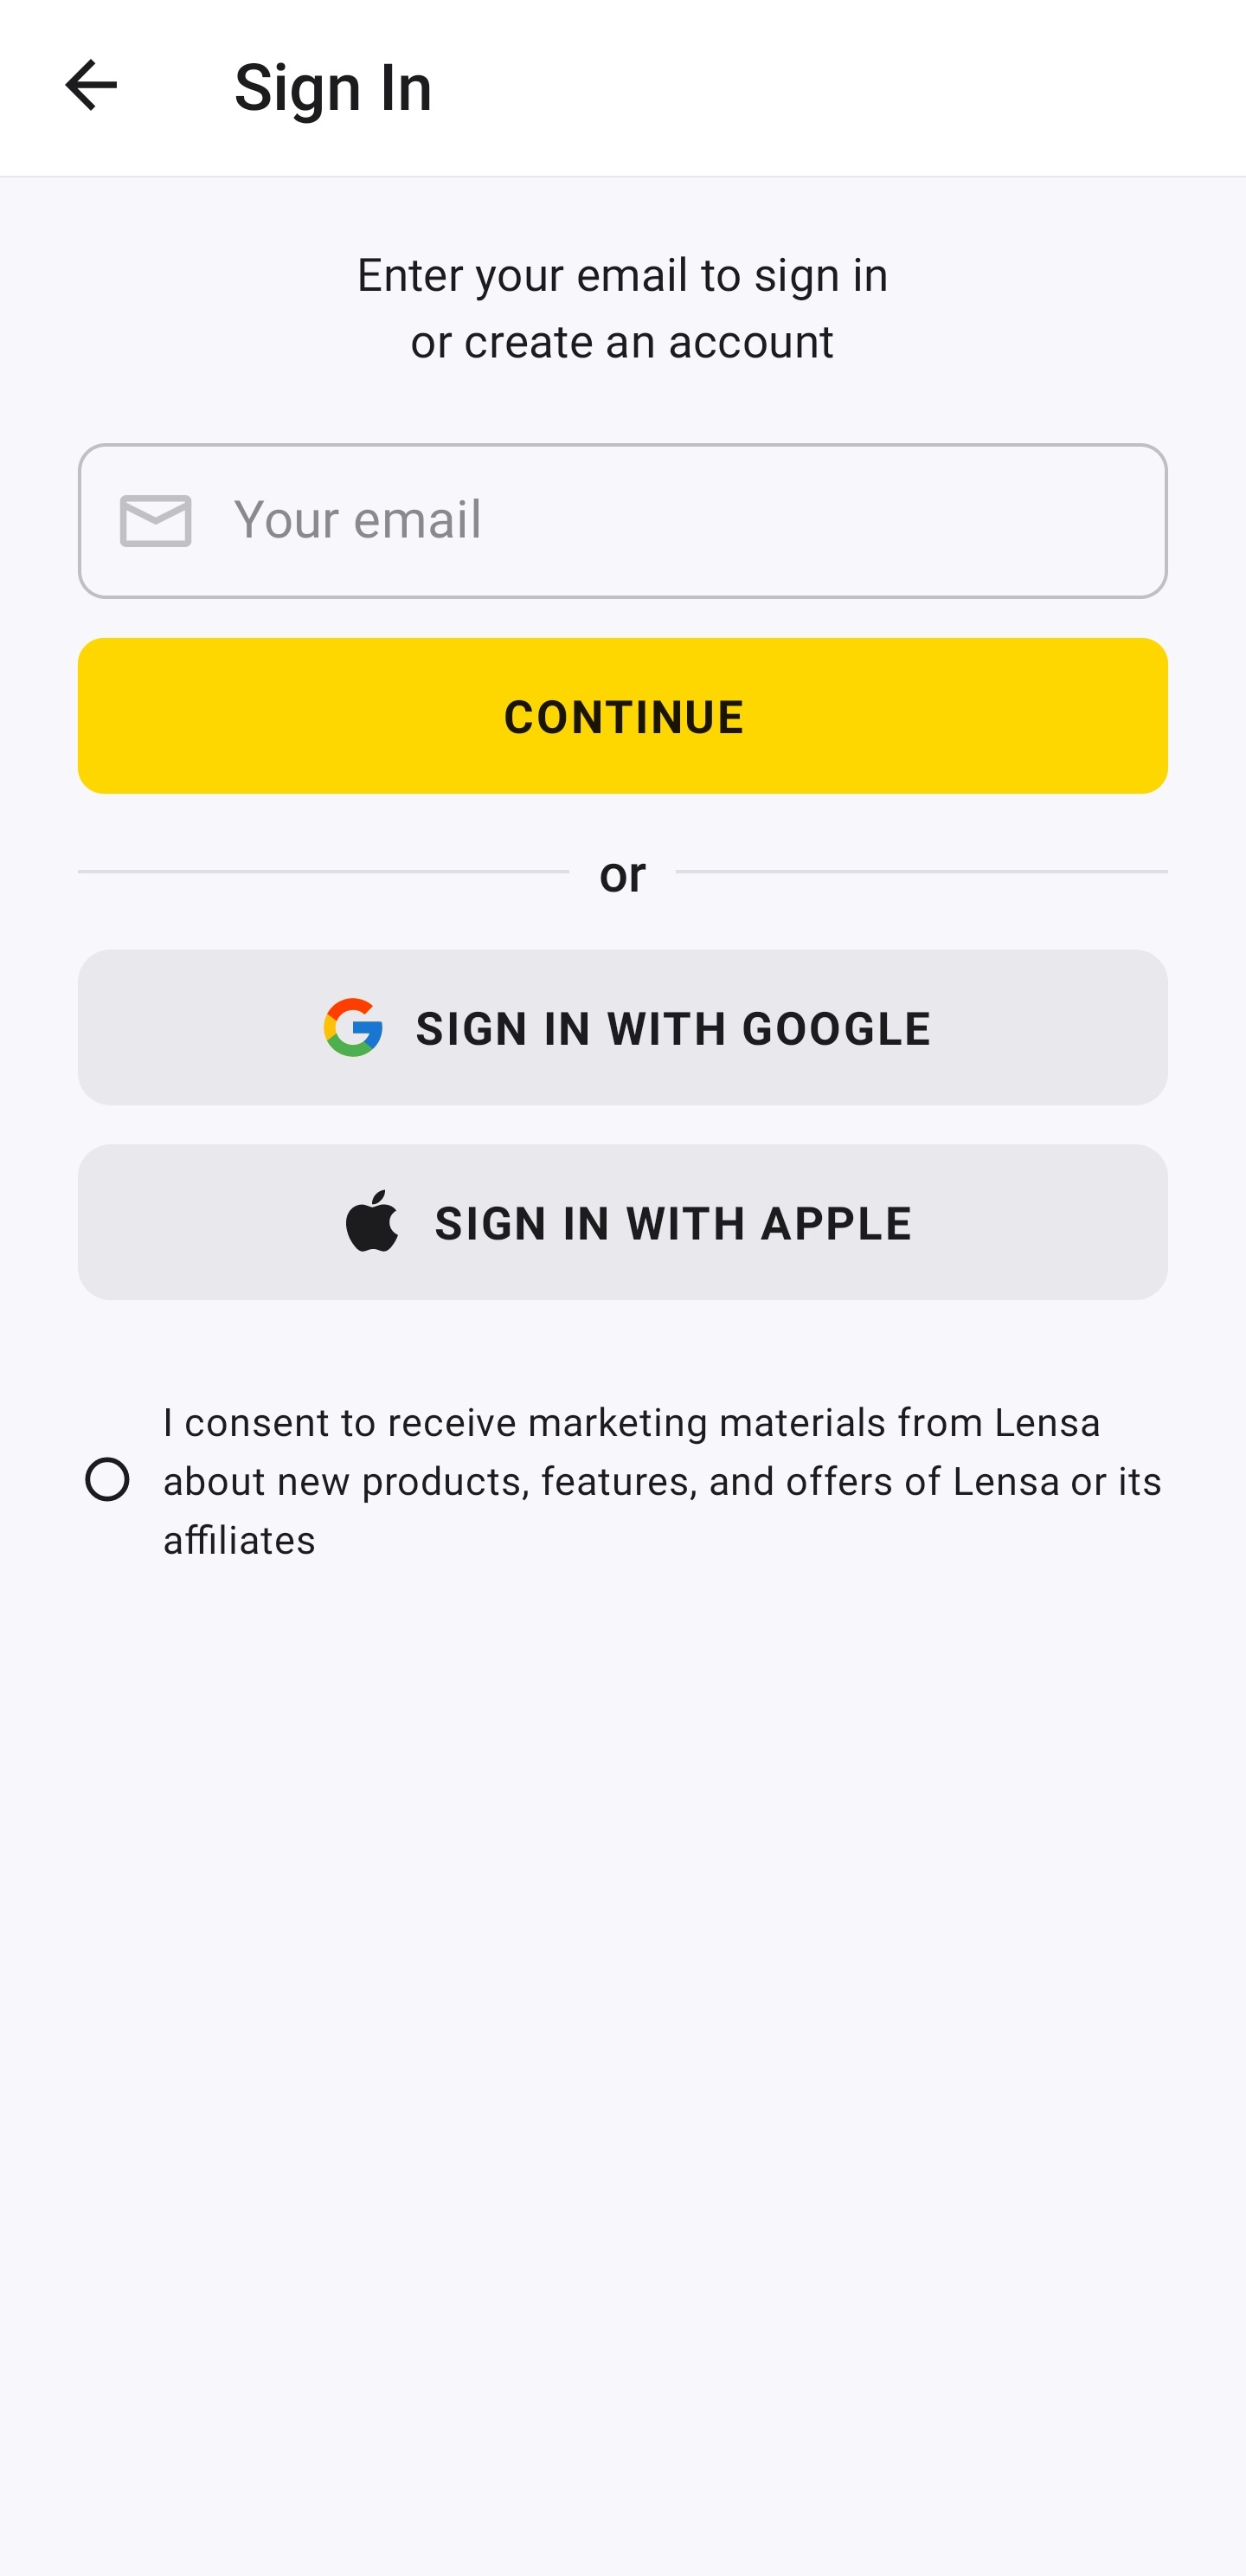 Sign In
Enter your email to sign in
or create an account
Your email
CONTINUE
or
SIGN IN WITH GOOGLE
SIGN IN WITH APPLE
I consent to receive marketing materials from Lensa
about new products, features, and offers of Lensa or its
affiliates